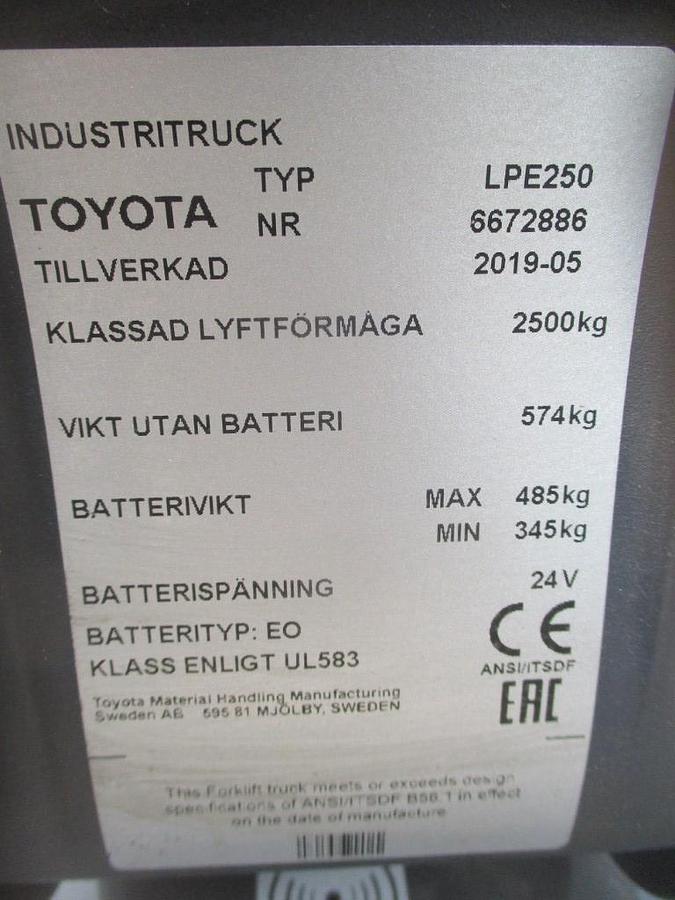 INDUSTRITRUCK
TYP LPE250
TOYOTA NR 6672886
TILLVERKAD 2019-05
KLASSAD LYFTFÖRMÅGA 2500kg
VIKT UTAN BATTERI 574kg
BATTERIVIKT MAX 485kg
MIN 345kg
BATTERISPÄNNING 24V
BATTERITYP: EO
KLASS ENLIGT UL583
CE
ANSI/ITSDF
EAC
Toyota Material Handling Manufacturing
Sweden AB 595 81 MJÖLBY, SWEDEN
This Forklift truck meets or exceeds design
specifications of ANSI/ITSDF B56.1 in effect
on the date of manufacture